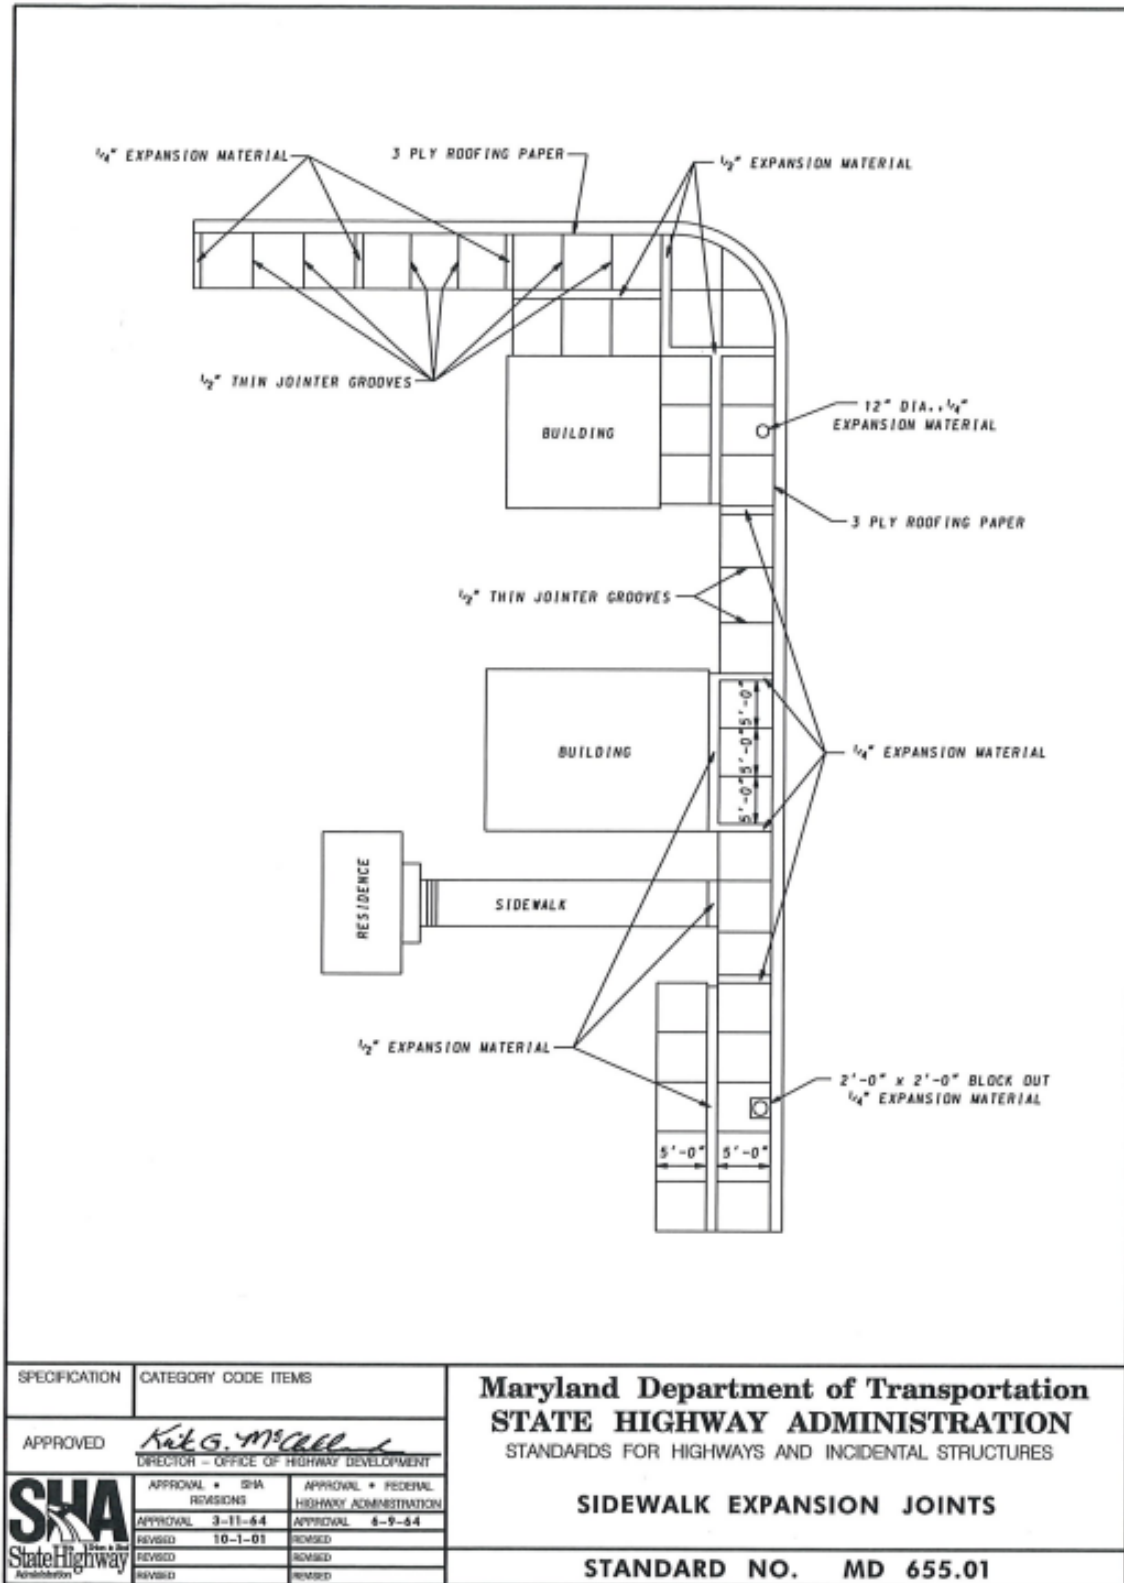 1/4" EXPANSION MATERIAL
3 PLY ROOFING PAPER
1/2" EXPANSION MATERIAL
1/2" THIN JOINTER GROOVES
BUILDING
12" DIA., 1/4"
EXPANSION MATERIAL
3 PLY ROOFING PAPER
1/2" THIN JOINTER GROOVES
5'-0"
5'-0"
5'-0"
BUILDING
1/4" EXPANSION MATERIAL
RESIDENCE
SIDEWALK
1/2" EXPANSION MATERIAL
2'-0" x 2'-0" BLOCK OUT
1/4" EXPANSION MATERIAL
5'-0" 5'-0"
SPECIFICATION
CATEGORY CODE ITEMS
APPROVED
Kirk G. McClelland
DIRECTOR - OFFICE OF HIGHWAY DEVELOPMENT
SHA
State Highway
Administration
APPROVAL • SHA
REVISIONS
APPROVAL • FEDERAL
HIGHWAY ADMINISTRATION
APPROVAL 3-11-64
APPROVAL 6-9-64
REVISED 10-1-01
REVISED
REVISED
REVISED
REVISED
REVISED
Maryland Department of Transportation
STATE HIGHWAY ADMINISTRATION
STANDARDS FOR HIGHWAYS AND INCIDENTAL STRUCTURES
SIDEWALK EXPANSION JOINTS
STANDARD NO. MD 655.01